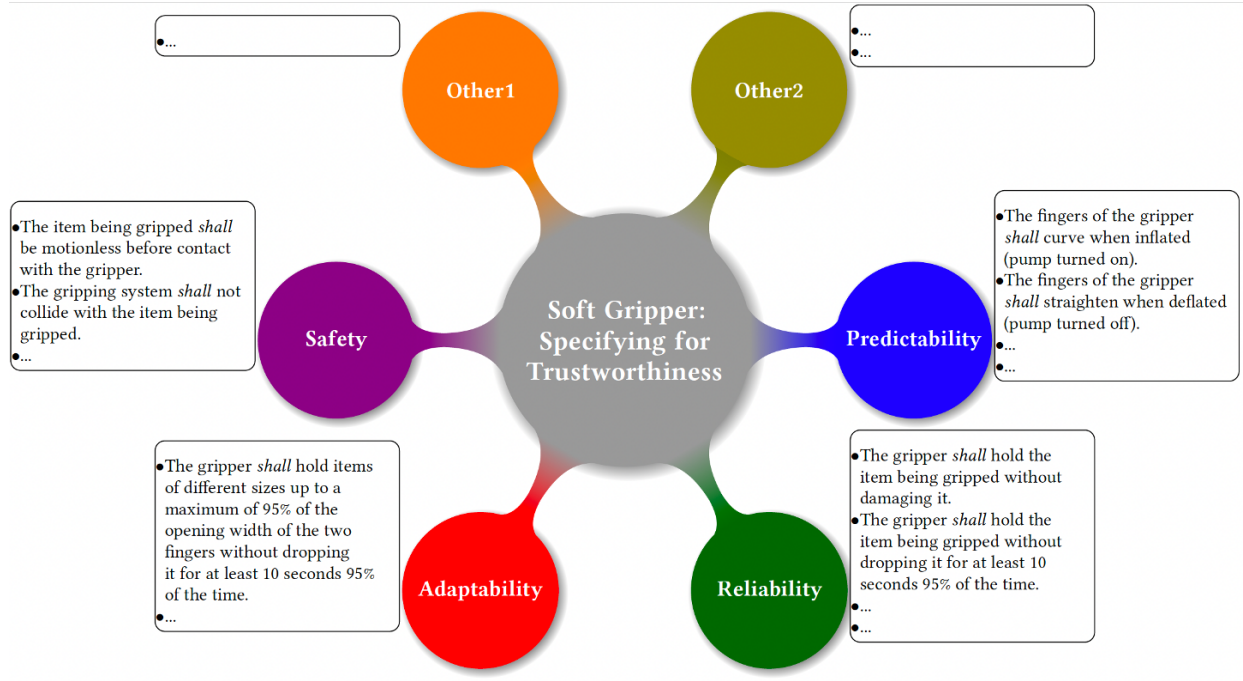 ●...
Other1
Other2
●...
●...
●The item being gripped shall
be motionless before contact
with the gripper.
●The gripping system shall not
collide with the item being
gripped.
●...
Safety
Soft Gripper:
Specifying for
Trustworthiness
Predictability
●The fingers of the gripper
shall curve when inflated
(pump turned on).
●The fingers of the gripper
shall straighten when deflated
(pump turned off).
●...
●...
●The gripper shall hold items
of different sizes up to a
maximum of 95% of the
opening width of the two
fingers without dropping
it for at least 10 seconds 95%
of the time.
●...
Adaptability
Reliability
●The gripper shall hold the
item being gripped without
damaging it.
●The gripper shall hold the
item being gripped without
dropping it for at least 10
seconds 95% of the time.
●...
●...